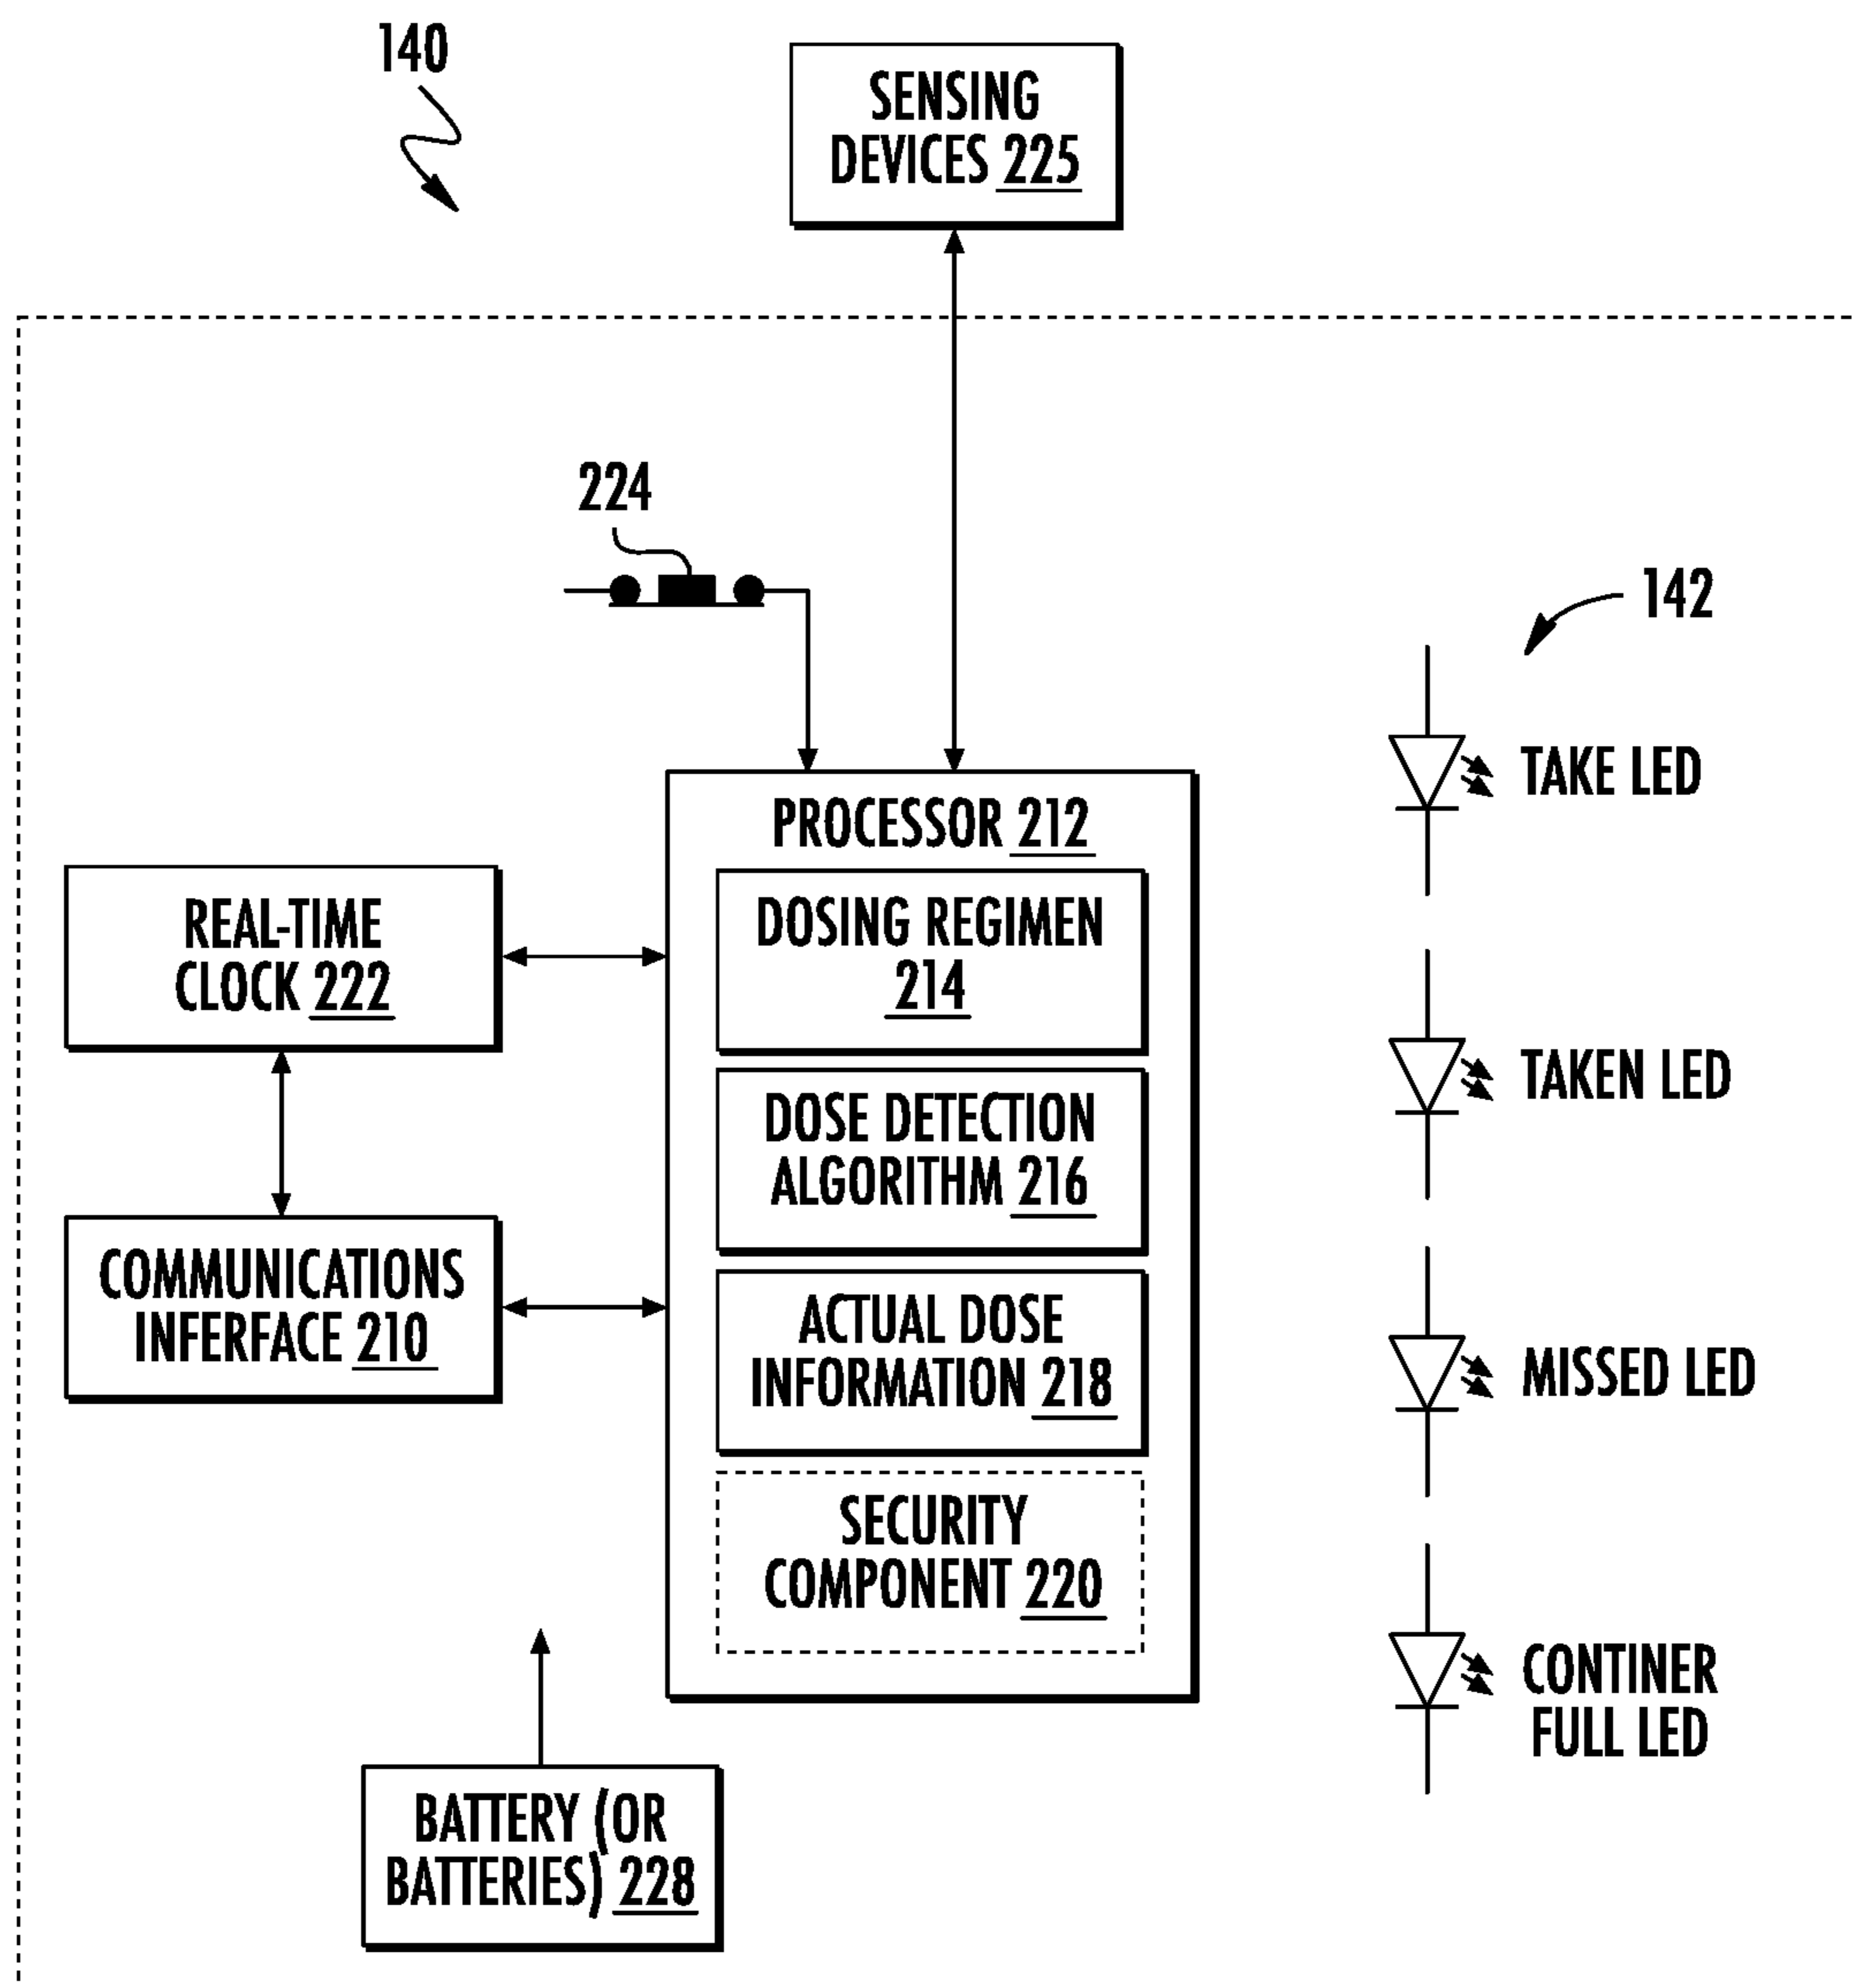 140
SENSING
DEVICES 225
224
142
TAKE LED
PROCESSOR 212
DOSING REGIMEN
214
REAL-TIME
CLOCK 222
TAKEN LED
DOSE DETECTION
ALGORITHM 216
COMMUNICATIONS
INFERFACE 210
ACTUAL DOSE
INFORMATION 218
MISSED LED
SECURITY
COMPONENT 220
CONTINER
FULL LED
BATTERY (OR
BATTERIES) 228